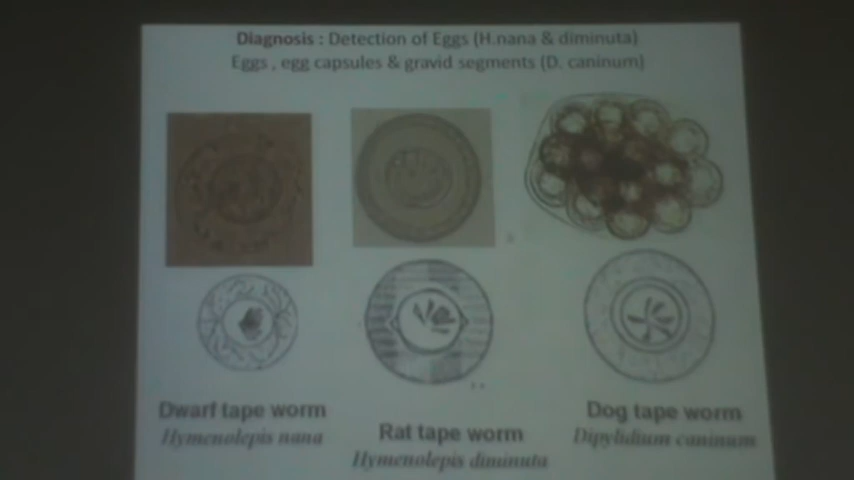 Diagnosis : Detection of Eggs (H.nana & diminuta)
Eggs , egg capsules & gravid segments (D. caninum)
Dwarf tape worm
Hymenolepis nana
Rat tape worm
Hymenolepis diminuta
Dog tape worm
Dipylidium caninum